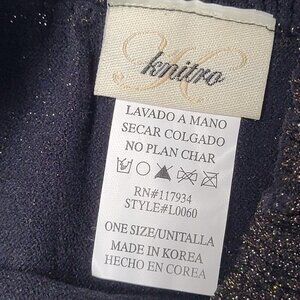 knitro
LAVADO A MANO
SECAR COLGADO
NO PLAN CHAR
RN#117934
STYLE#L0060
ONE SIZE/UNITALLA
MADE IN KOREA
HECHO EN COREA